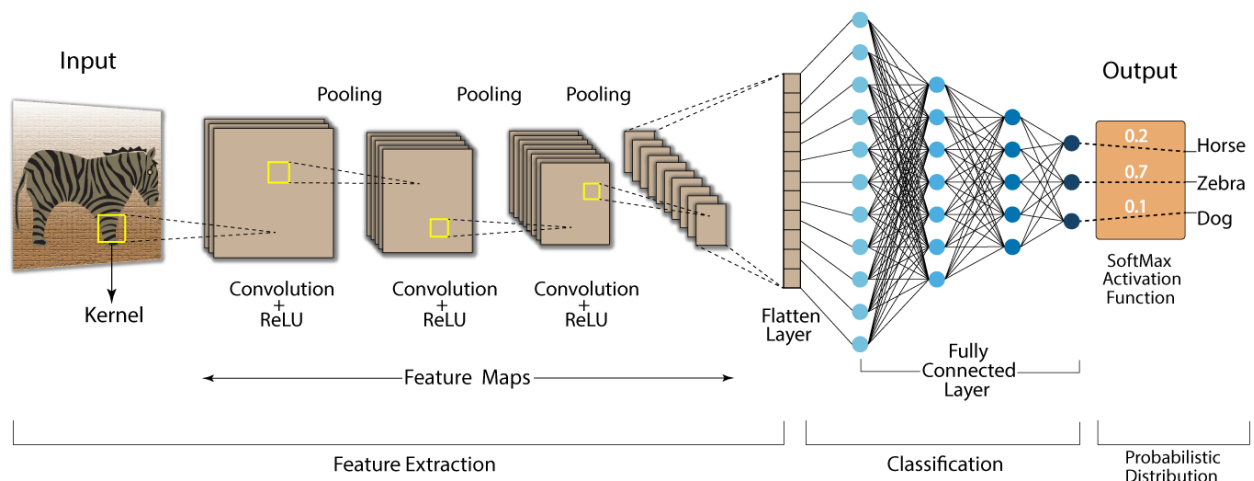 Input
Pooling
Pooling
Pooling
Output
0.2
Horse
0.7
Zebra
0.1
Dog
Kernel
Convolution
+
ReLU
Convolution
+
ReLU
Convolution
+
ReLU
Flatten
Layer
SoftMax
Activation
Function
Feature Maps
Fully
Connected
Layer
Feature Extraction
Classification
Probabilistic
Distribution